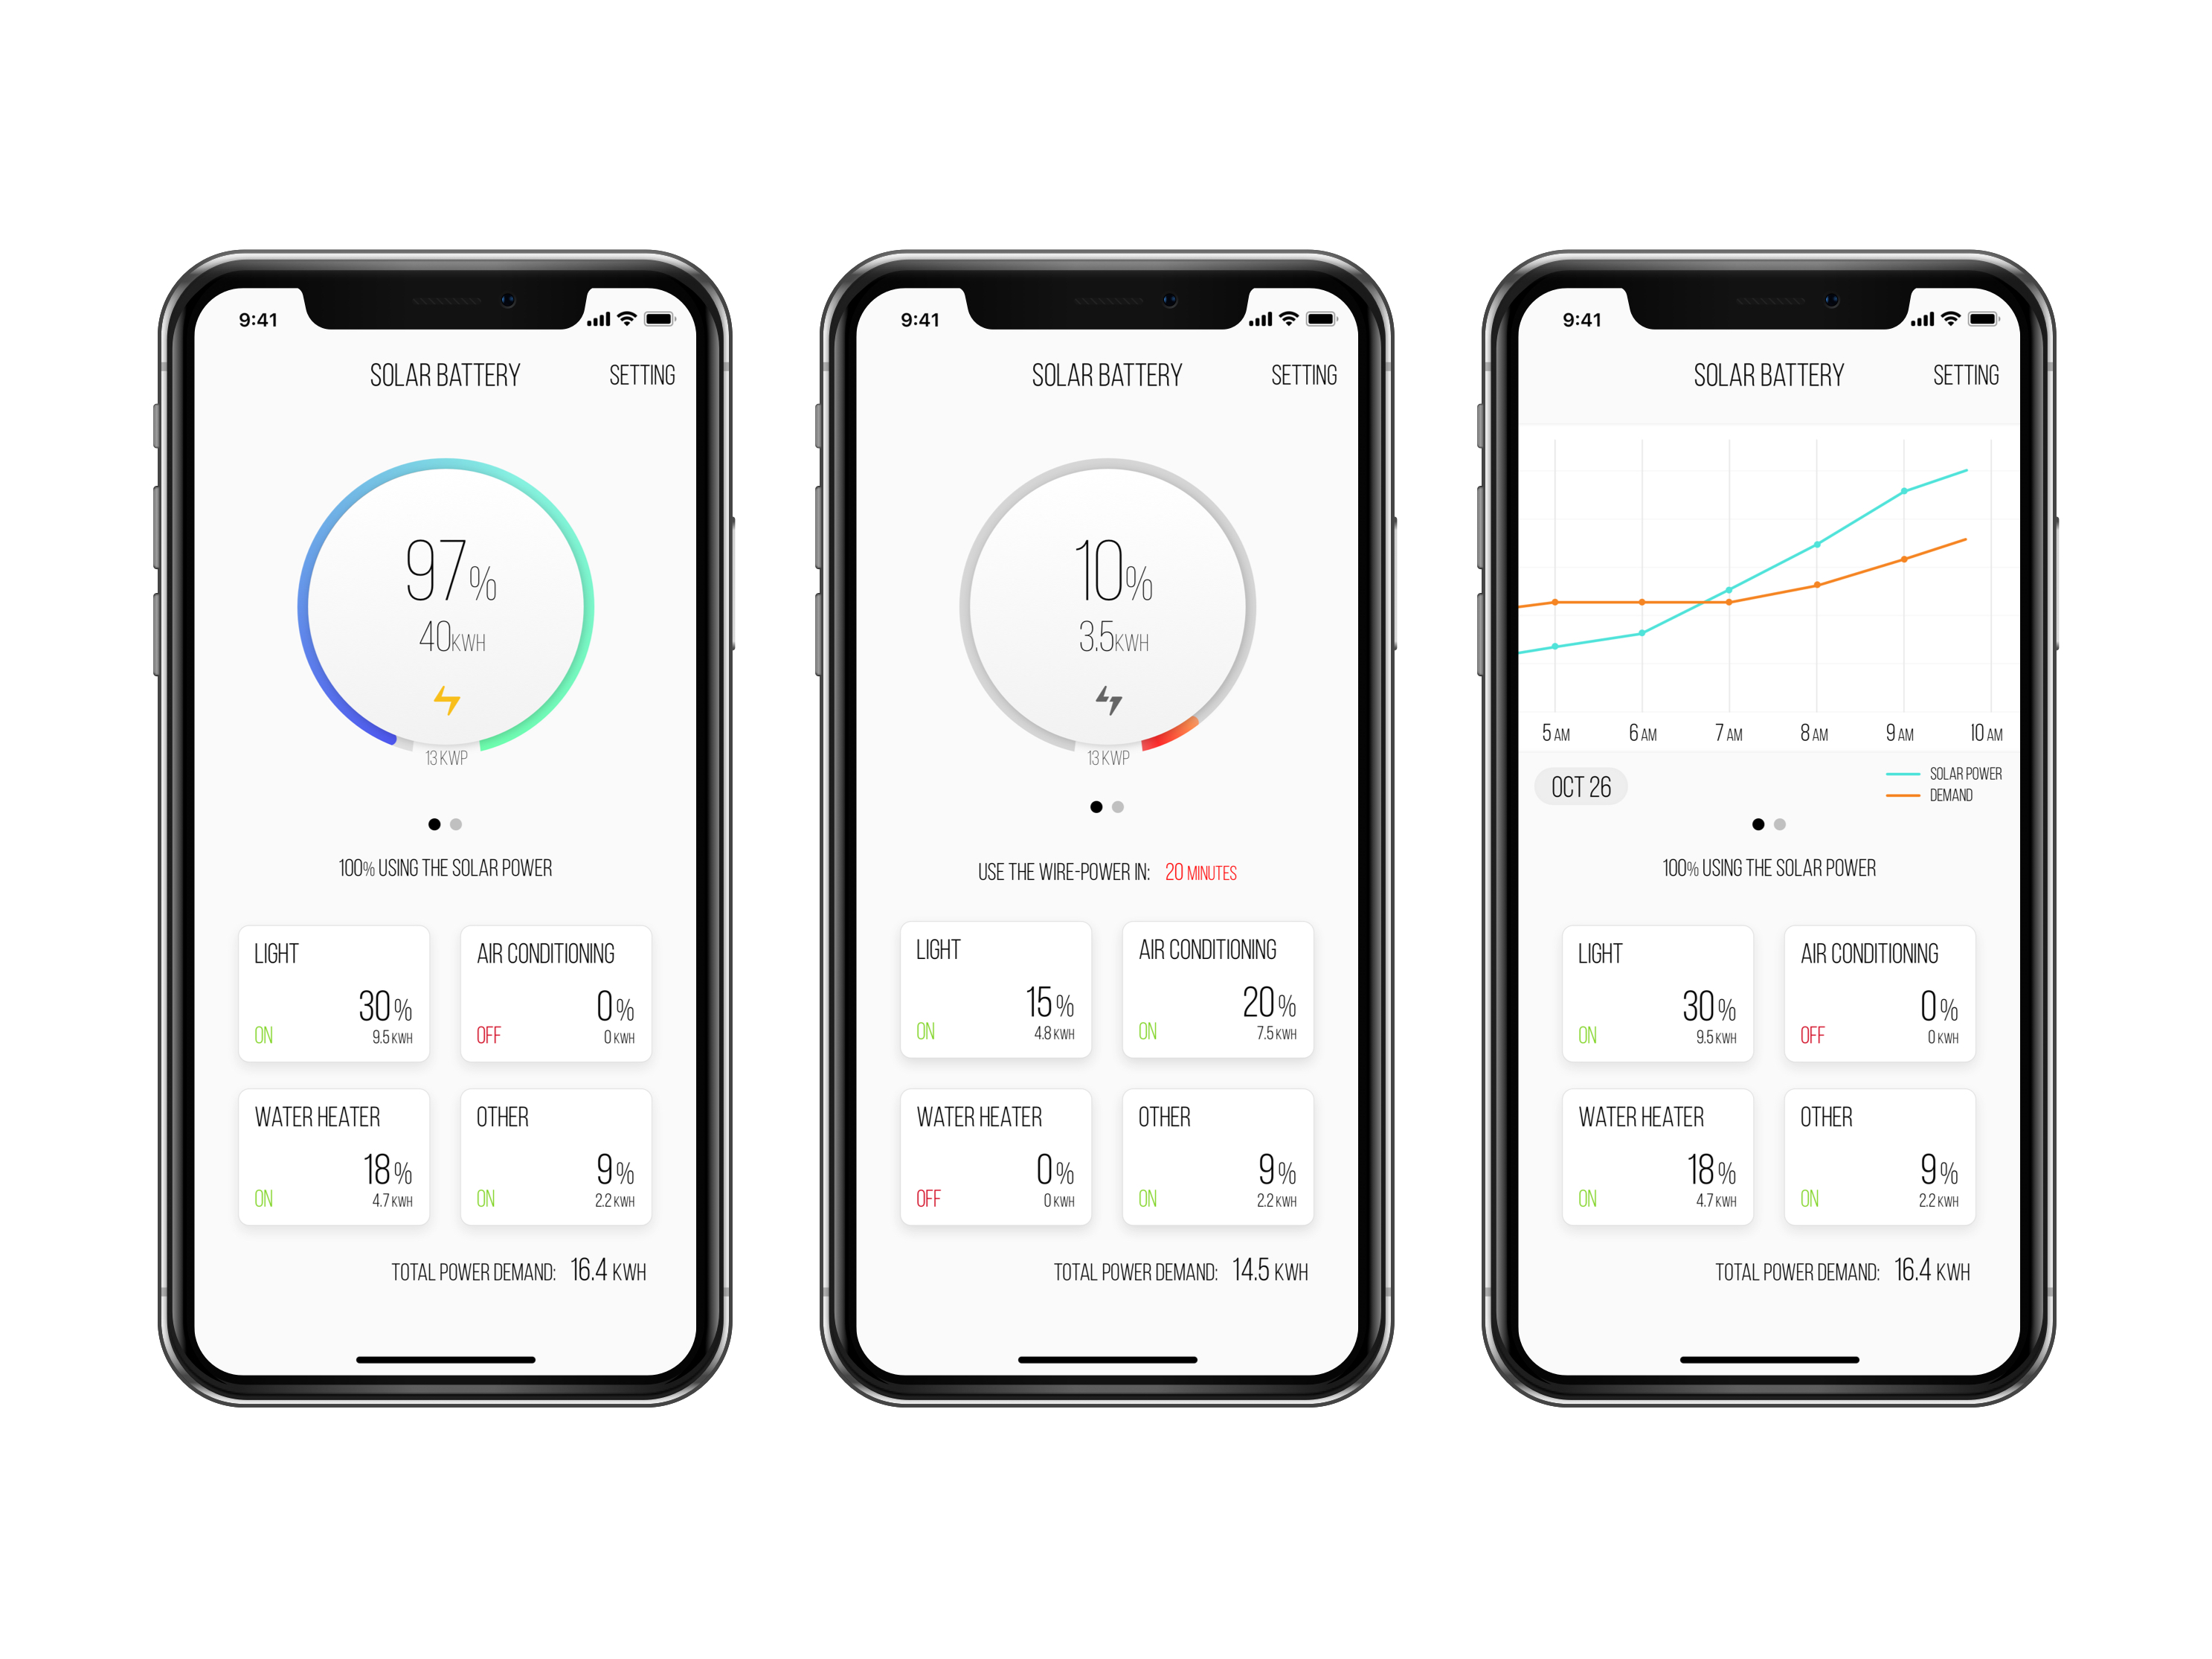 9:41
SOLAR BATTERY SETTING
97%
40KWH
13 KWP
100% USING THE SOLAR POWER
LIGHT
30%
ON 9.5 KWH
AIR CONDITIONING
0%
OFF 0 KWH
WATER HEATER
18%
ON 4.7 KWH
OTHER
9%
ON 2.2 KWH
TOTAL POWER DEMAND: 16.4 KWH
9:41
SOLAR BATTERY SETTING
10%
3.5KWH
13 KWP
USE THE WIRE-POWER IN: 20 MINUTES
LIGHT
15%
ON 4.8 KWH
AIR CONDITIONING
20%
ON 7.5 KWH
WATER HEATER
0%
OFF 0 KWH
OTHER
9%
ON 2.2 KWH
TOTAL POWER DEMAND: 14.5 KWH
9:41
SOLAR BATTERY SETTING
5 AM 6 AM 7 AM 8 AM 9 AM 10 AM
OCT 26
SOLAR POWER
DEMAND
100% USING THE SOLAR POWER
LIGHT
30%
ON 9.5 KWH
AIR CONDITIONING
0%
OFF 0 KWH
WATER HEATER
18%
ON 4.7 KWH
OTHER
9%
ON 2.2 KWH
TOTAL POWER DEMAND: 16.4 KWH